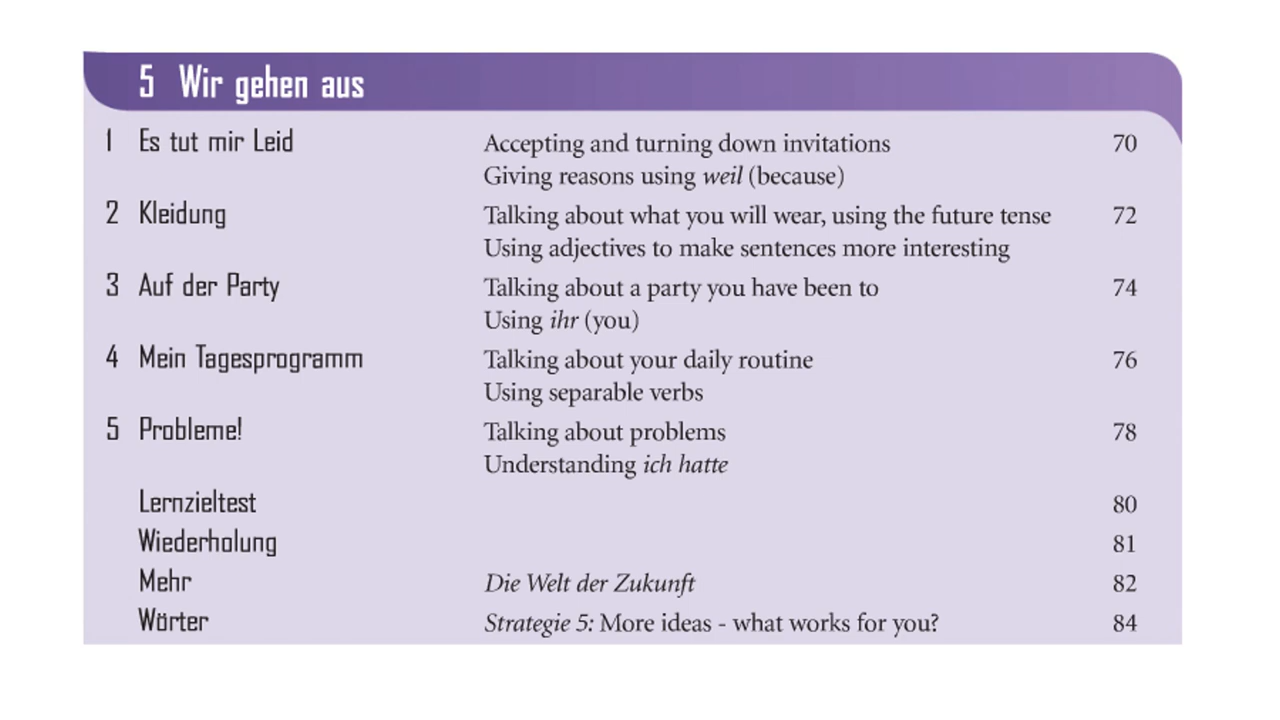 5 Wir gehen aus
1 Es tut mir Leid Accepting and turning down invitations 70
Giving reasons using weil (because)
2 Kleidung Talking about what you will wear, using the future tense 72
Using adjectives to make sentences more interesting
3 Auf der Party Talking about a party you have been to 74
Using ihr (you)
4 Mein Tagesprogramm Talking about your daily routine 76
Using separable verbs
5 Probleme! Talking about problems 78
Understanding ich hatte
Lernzieltest 80
Wiederholung 81
Mehr Die Welt der Zukunft 82
Wörter Strategie 5: More ideas - what works for you? 84